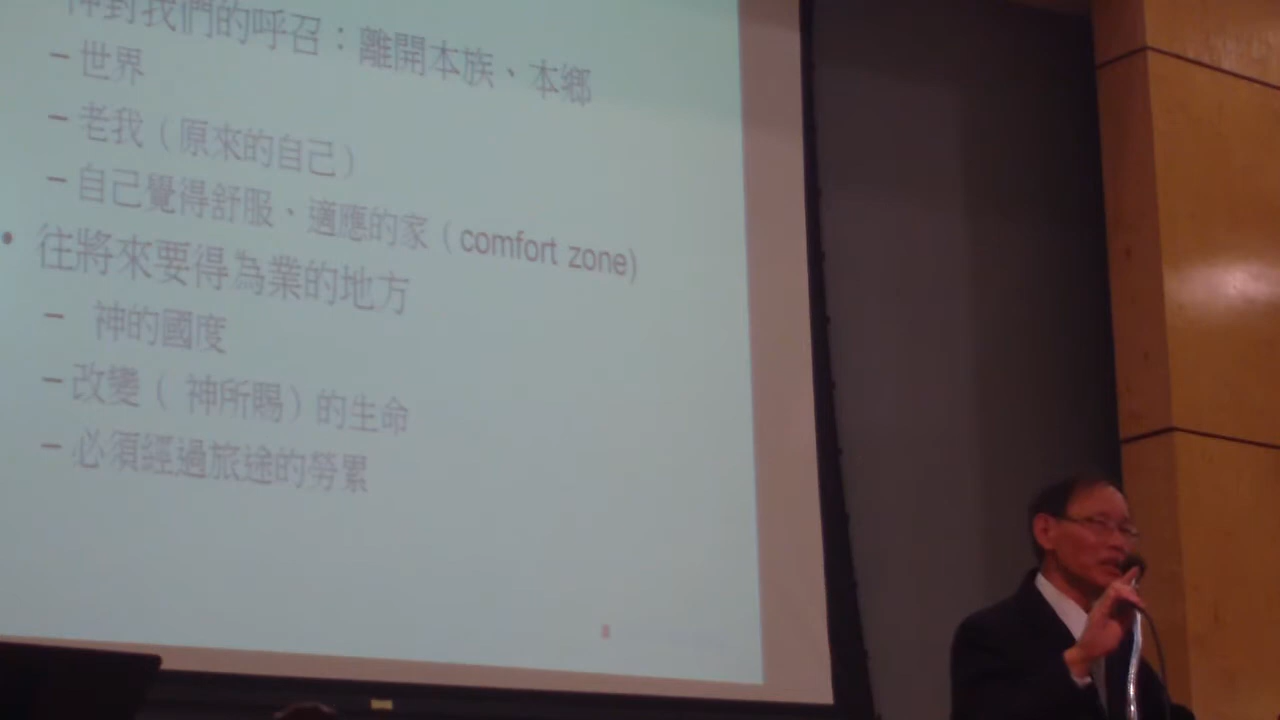 神對我們的呼召：離開本族、本鄉
– 世界
– 老我（原來的自己）
– 自己覺得舒服、適應的家（comfort zone)
• 往將來要得為業的地方
– 神的國度
– 改變（ 神所賜）的生命
– 必須經過旅途的勞累